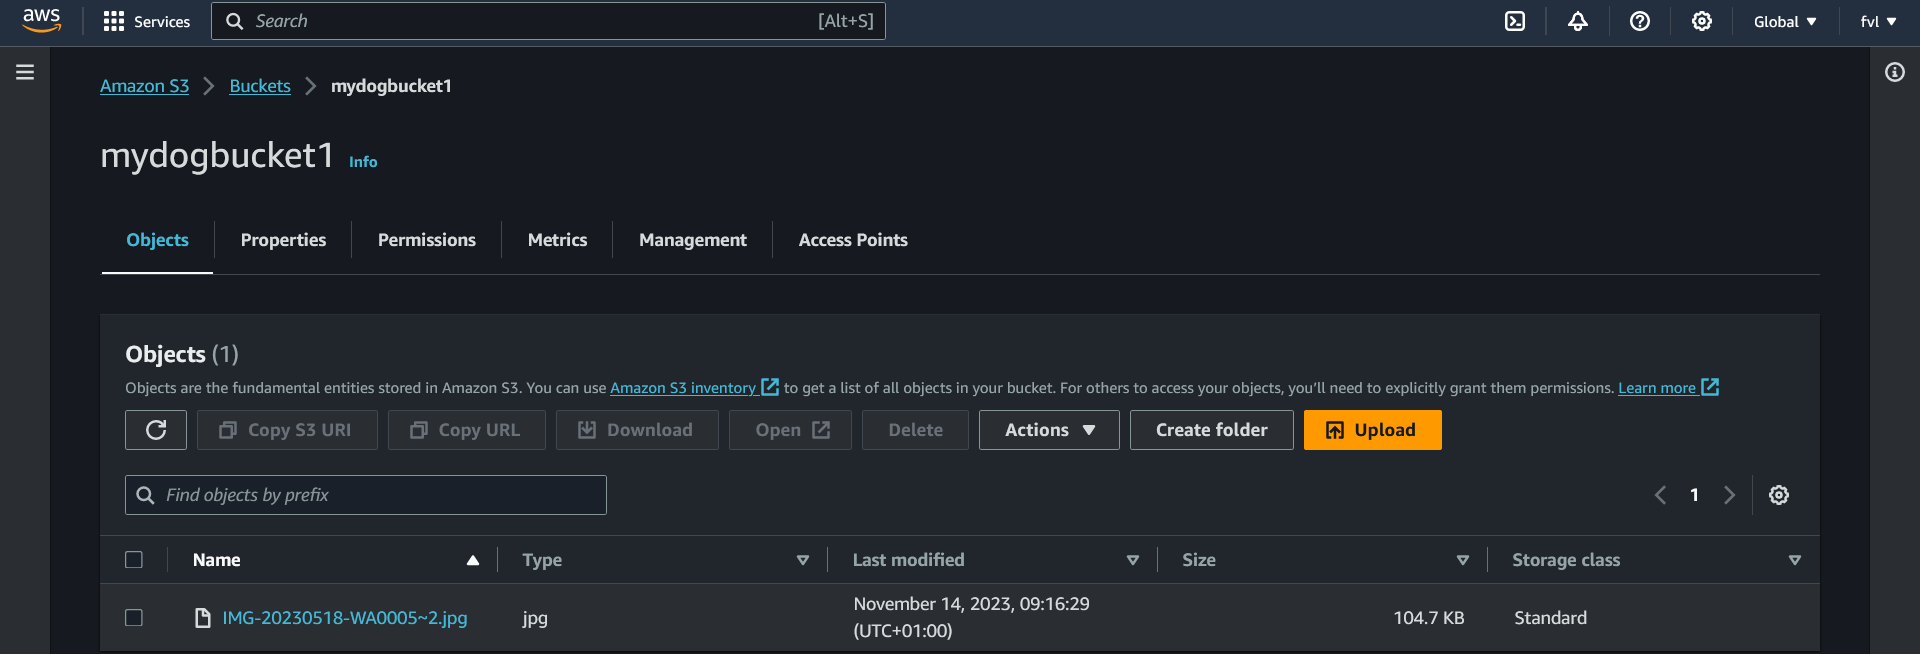 aws Services Search [Alt+S] Global fvl
Amazon S3 Buckets mydogbucket1
mydogbucket1 Info
Objects Properties Permissions Metrics Management Access Points
Objects (1)
Objects are the fundamental entities stored in Amazon S3. You can use Amazon S3 inventory to get a list of all objects in your bucket. For others to access your objects, you'll need to explicitly grant them permissions. Learn more
Copy S3 URI Copy URL Download Open Delete Actions Create folder Upload
Find objects by prefix 1
Name Type Last modified Size Storage class
IMG-20230518-WA0005~2.jpg jpg November 14, 2023, 09:16:29 104.7 KB Standard
(UTC+01:00)